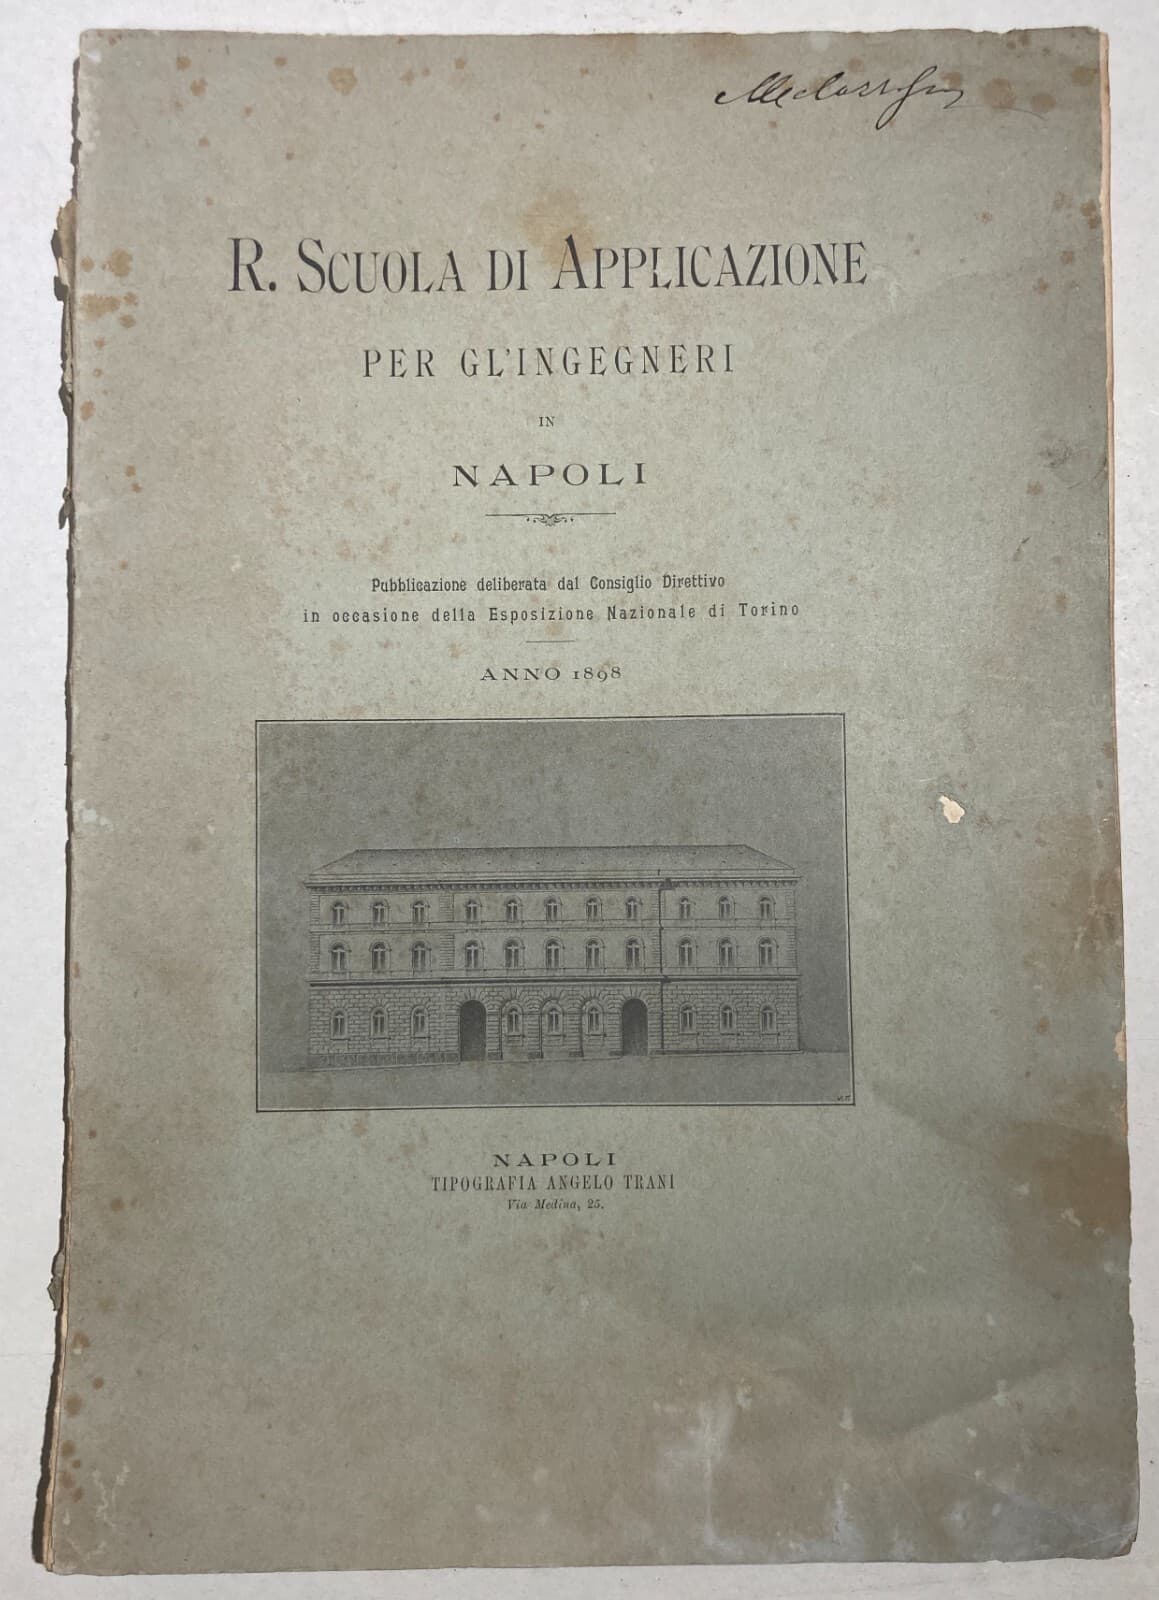 R. SCUOLA DI APPLICAZIONE
PER GL'INGEGNERI
IN
NAPOLI
Pubblicazione deliberata dal Consiglio Direttivo
in occasione della Esposizione Nazionale di Torino
ANNO 1898
NAPOLI
TIPOGRAFIA ANGELO TRANI
Via Medina, 25.